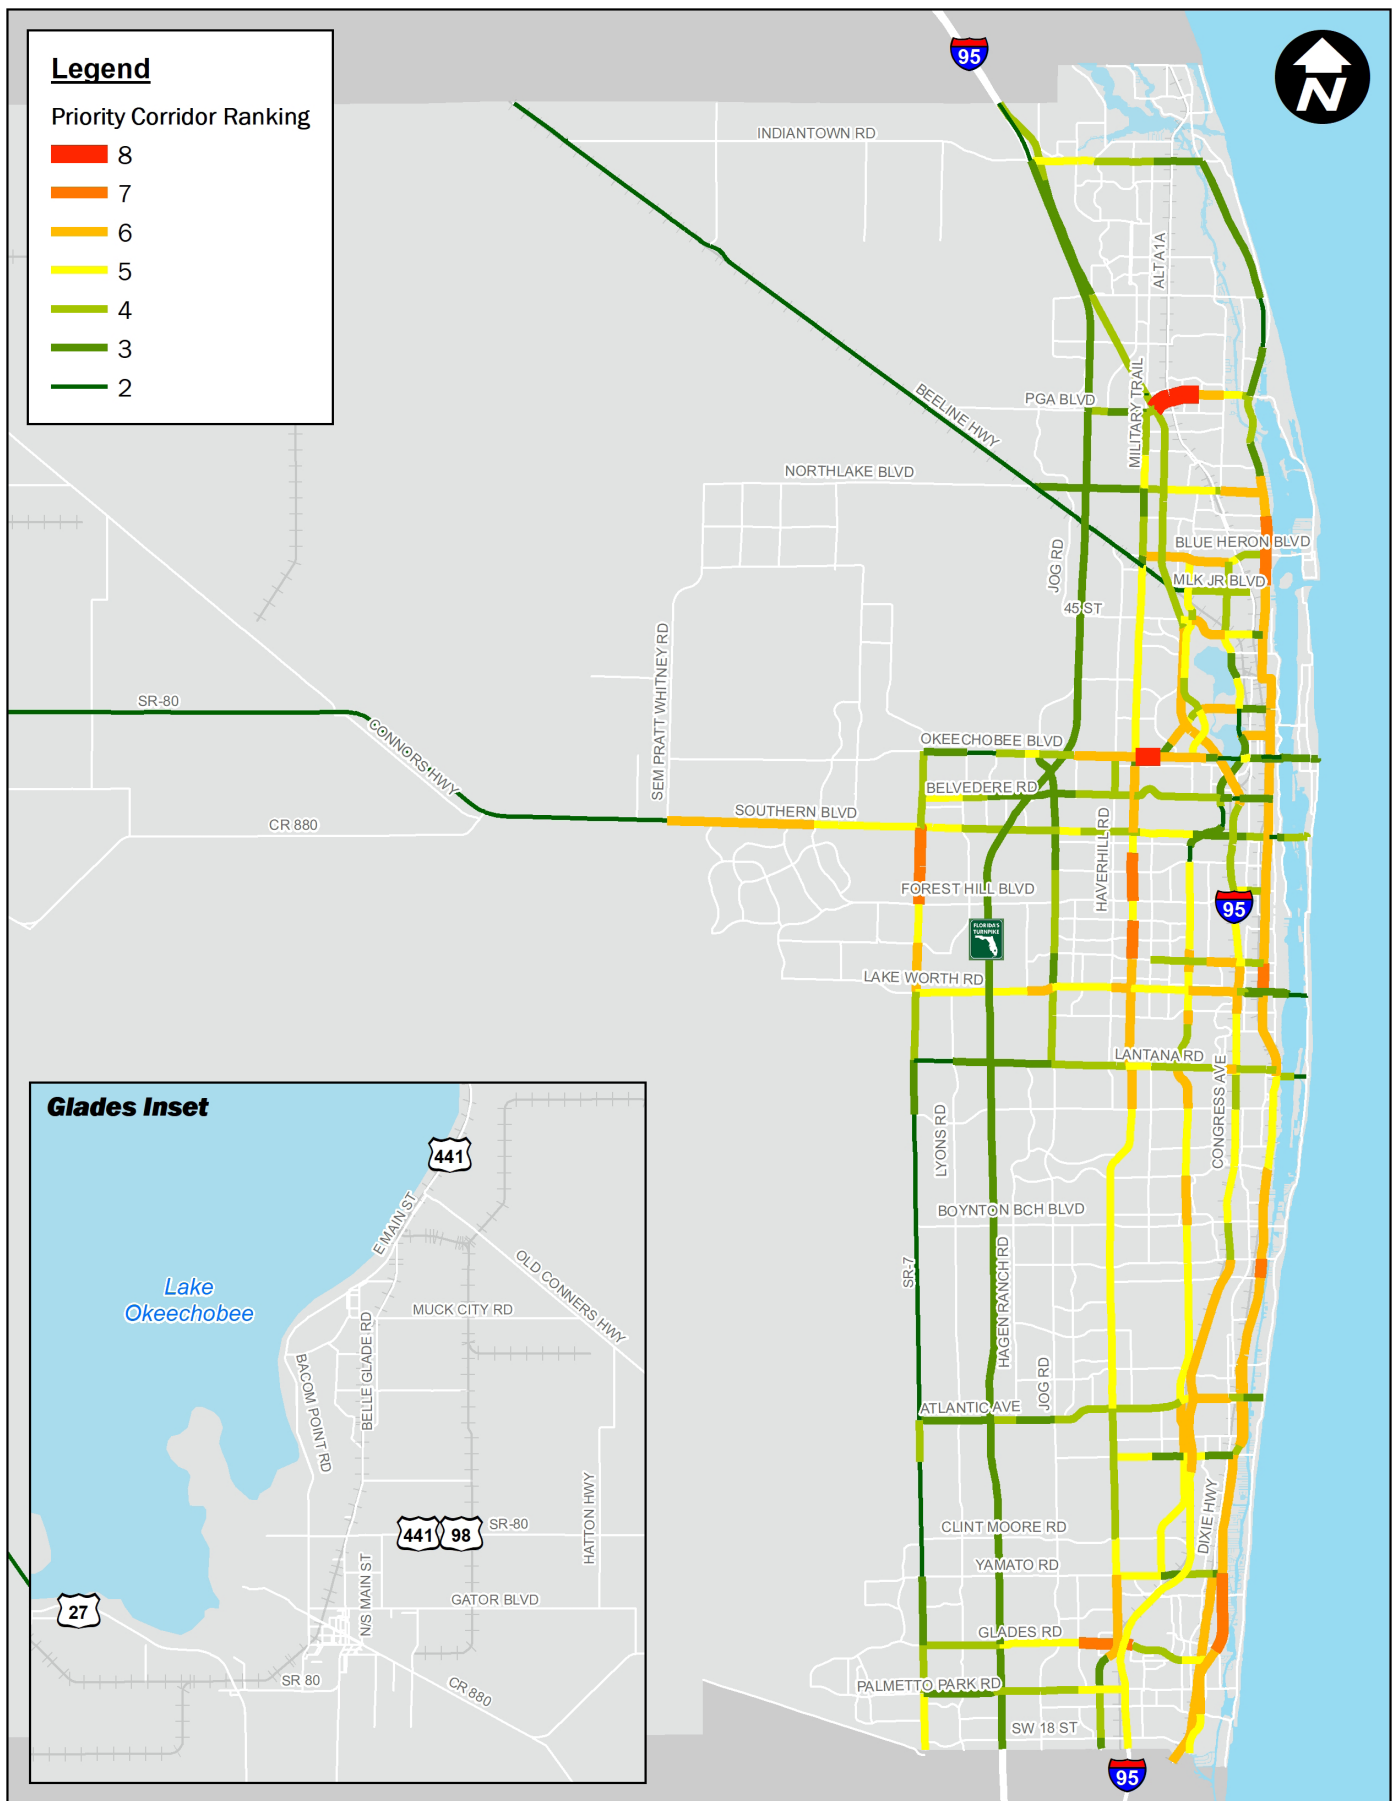 Legend
Priority Corridor Ranking
8
7
6
5
4
3
2
95
N
INDIANTOWN RD
ALT A1A
MILITARY TRAIL
PGA BLVD
BEELINE HWY
NORTHLAKE BLVD
BLUE HERON BLVD
JOG RD
MLK JR BLVD
45 ST
SEM PRATT WHITNEY RD
SR-80
CONNORS HWY
OKEECHOBEE BLVD
BELVEDERE RD
SOUTHERN BLVD
CR 880
HAVERHILL RD
FOREST HILL BLVD
95
FLORIDA'S
TURNPIKE
LAKE WORTH RD
LANTANA RD
CONGRESS AVE
LYONS RD
BOYNTON BCH BLVD
SR-7
HAGEN RANCH RD
JOG RD
ATLANTIC AVE
DIXIE HWY
CLINT MOORE RD
YAMATO RD
GLADES RD
PALMETTO PARK RD
SW 18 ST
95
Glades Inset
441
E MAIN ST
OLD CONNERS HWY
Lake
Okeechobee
MUCK CITY RD
BELLE GLADE RD
BACOM POINT RD
HATTON HWY
441
98
SR-80
N/S MAIN ST
GATOR BLVD
27
SR 80
CR 880